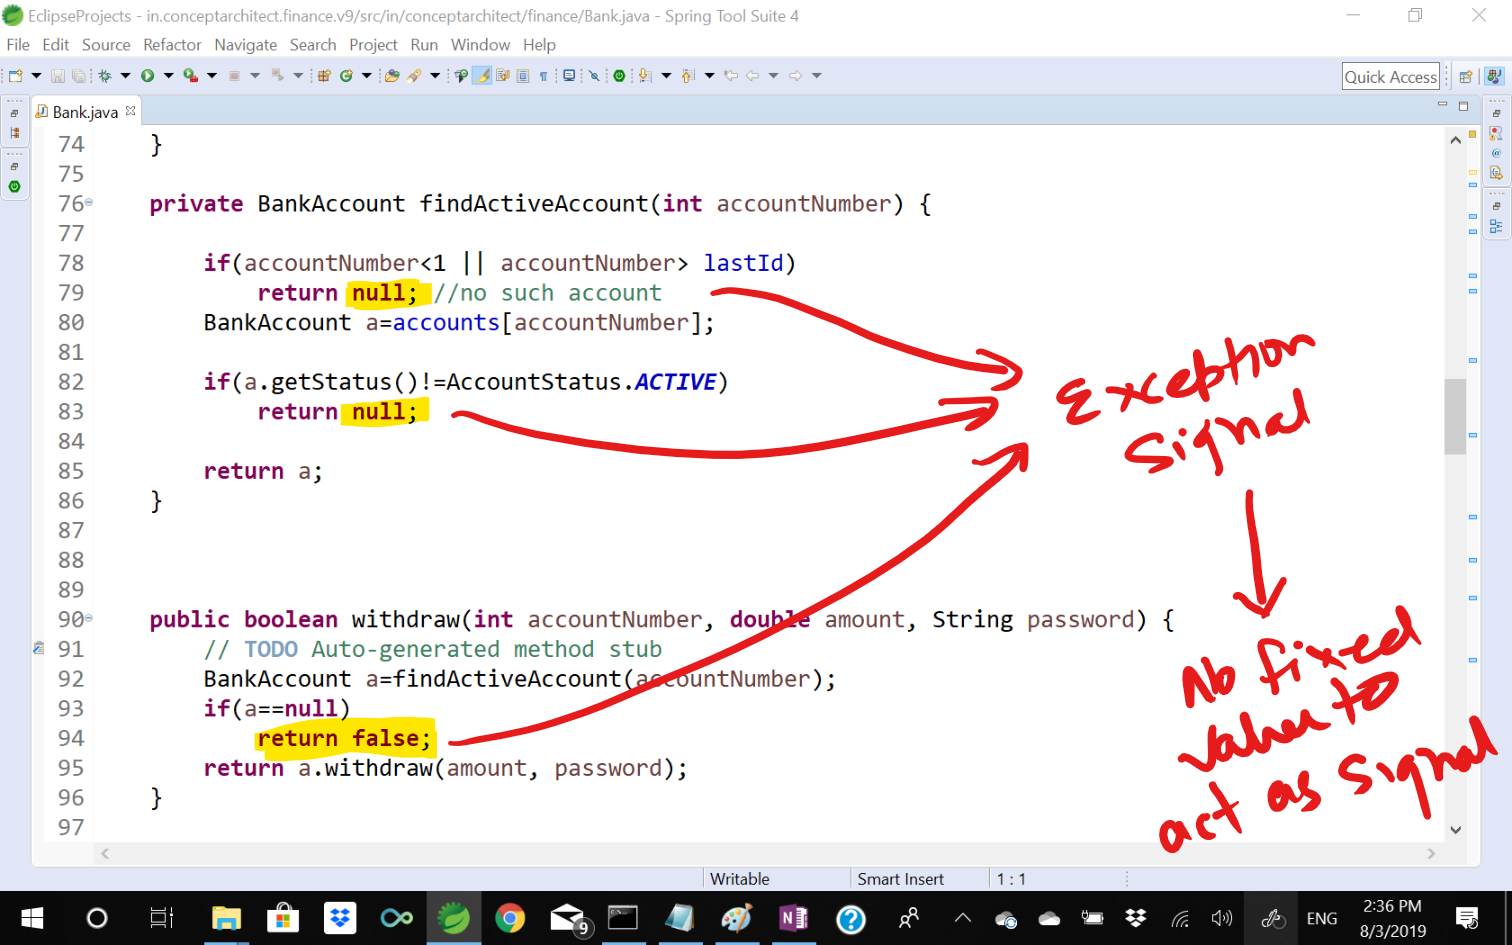 EclipseProjects - in.conceptarchitect.finance.v9/src/in/conceptarchitect/finance/Bank.java - Spring Tool Suite 4
File Edit Source Refactor Navigate Search Project Run Window Help
Quick Access
Bank.java
74 }
75
76 private BankAccount findActiveAccount(int accountNumber) {
77
78 if(accountNumber<1 || accountNumber> lastId)
79 return null; //no such account
80 BankAccount a=accounts[accountNumber];
81
82 if(a.getStatus()!=AccountStatus.ACTIVE)
83 return null;
84
85 return a;
86 }
87
88
89
90 public boolean withdraw(int accountNumber, double amount, String password) {
91 // TODO Auto-generated method stub
92 BankAccount a=findActiveAccount(accountNumber);
93 if(a==null)
94 return false;
95 return a.withdraw(amount, password);
96 }
97
Exception
Signal
No fixed
value to
act as signal
Writable Smart Insert 1 : 1
9
ENG
2:36 PM
8/3/2019